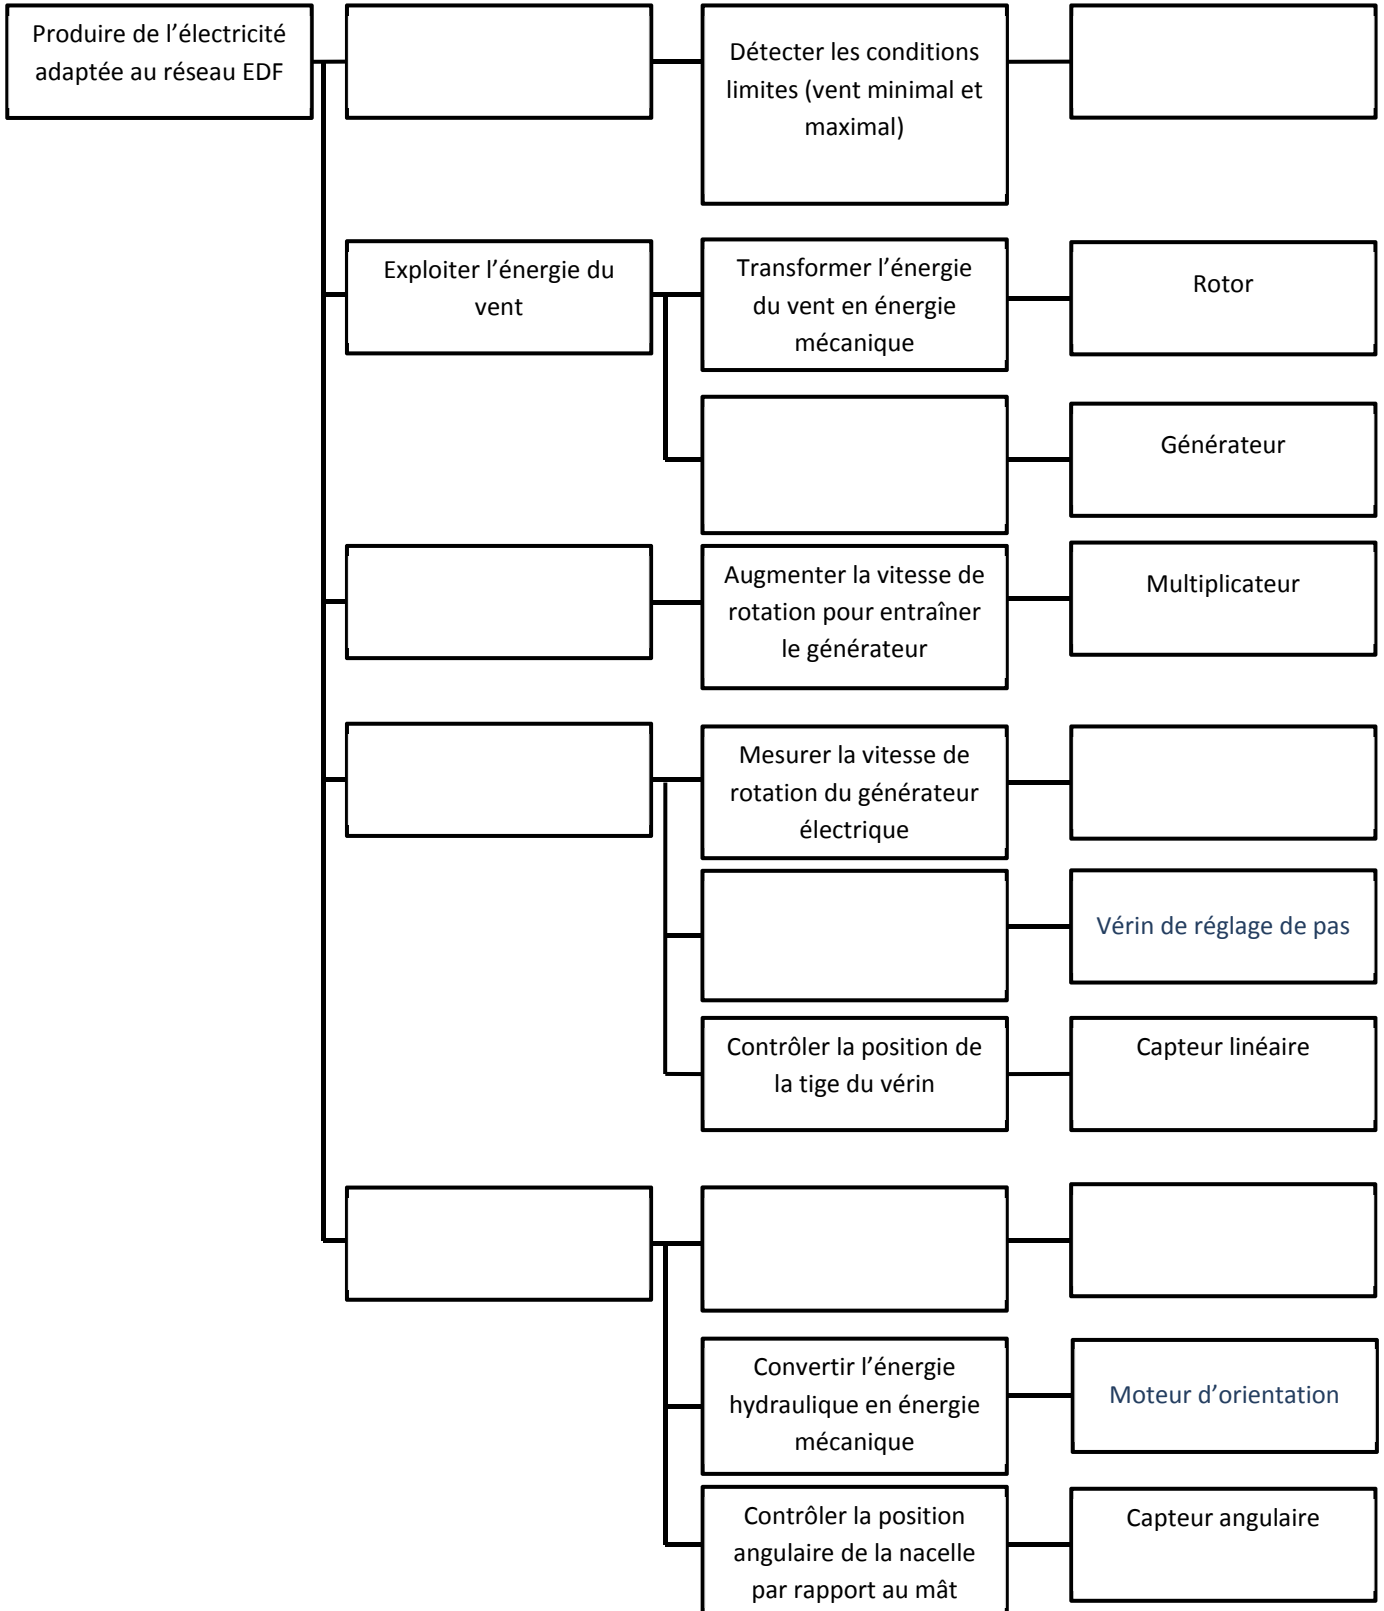 Produire de l’électricité
adaptée au réseau EDF
Détecter les conditions
limites (vent minimal et
maximal)
Exploiter l’énergie du
vent
Transformer l’énergie
du vent en énergie
mécanique
Rotor
Générateur
Augmenter la vitesse de
rotation pour entraîner
le générateur
Multiplicateur
Mesurer la vitesse de
rotation du générateur
électrique
Vérin de réglage de pas
Contrôler la position de
la tige du vérin
Capteur linéaire
Convertir l’énergie
hydraulique en énergie
mécanique
Moteur d’orientation
Contrôler la position
angulaire de la nacelle
par rapport au mât
Capteur angulaire